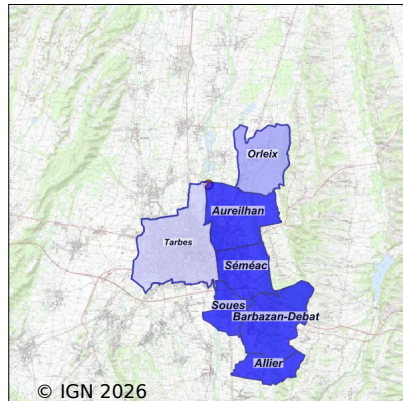 Orleix
Aureilhan
Tarbes
Séméac
Soues
Barbazan-Debat
Allier
© IGN 2026